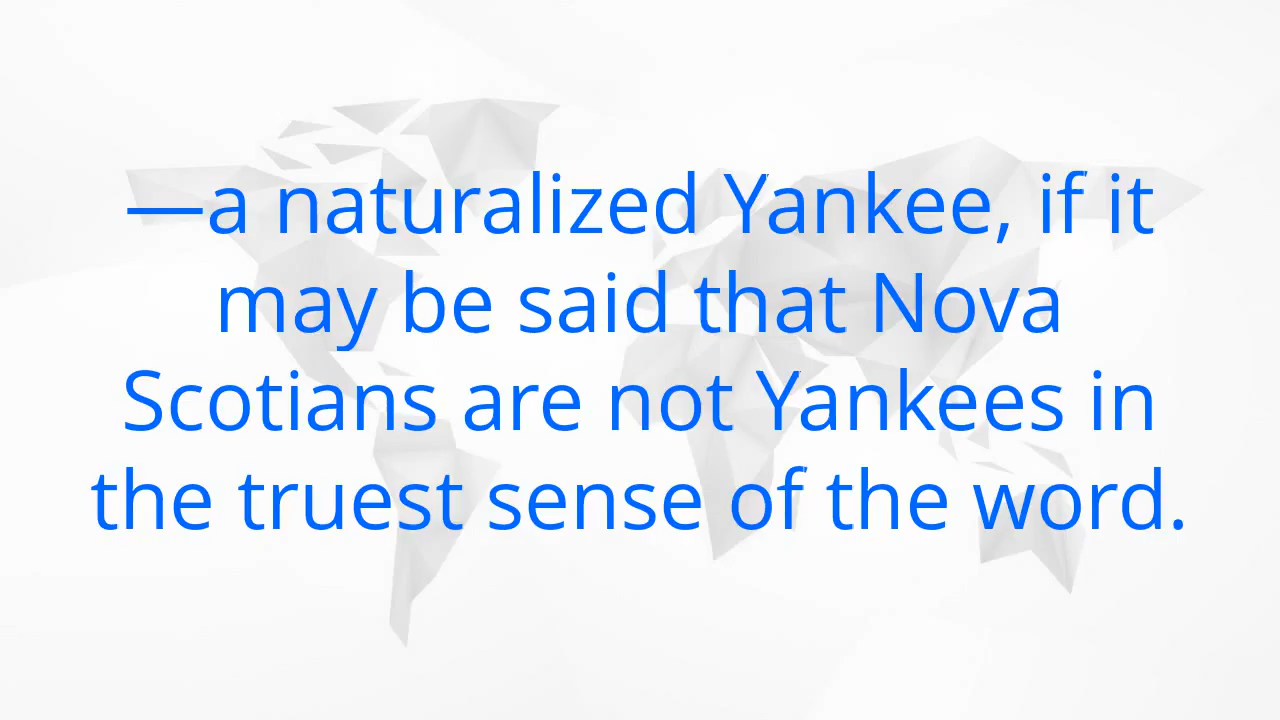 —a naturalized Yankee, if it
may be said that Nova
Scotians are not Yankees in
the truest sense of the word.